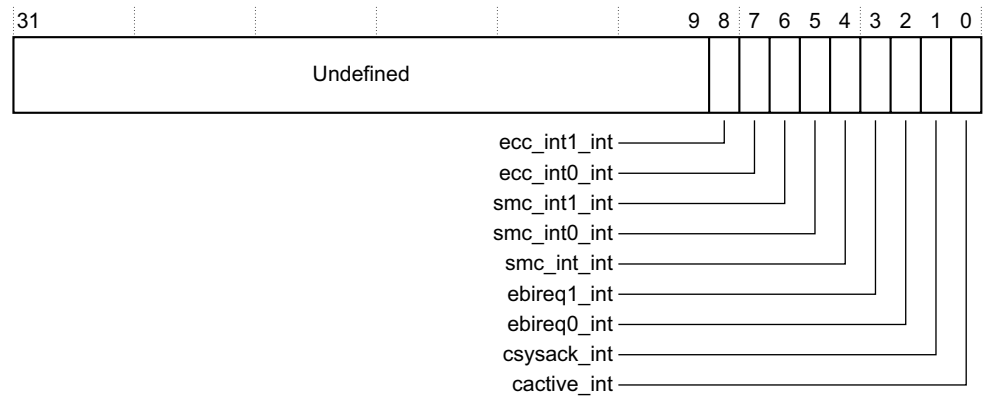 31 9 8 7 6 5 4 3 2 1 0
Undefined
ecc_int1_int
ecc_int0_int
smc_int1_int
smc_int0_int
smc_int_int
ebireq1_int
ebireq0_int
csysack_int
cactive_int